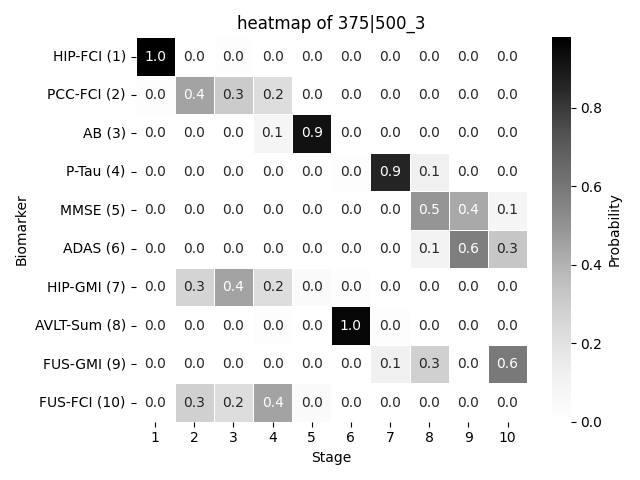 heatmap of 375|500_3
HIP-FCI (1) 1.0 0.0 0.0 0.0 0.0 0.0 0.0 0.0 0.0 0.0
PCC-FCI (2) 0.0 0.4 0.3 0.2 0.0 0.0 0.0 0.0 0.0 0.0
AB (3) 0.0 0.0 0.0 0.1 0.9 0.0 0.0 0.0 0.0 0.0
P-Tau (4) 0.0 0.0 0.0 0.0 0.0 0.0 0.9 0.1 0.0 0.0
MMSE (5) 0.0 0.0 0.0 0.0 0.0 0.0 0.0 0.5 0.4 0.1
ADAS (6) 0.0 0.0 0.0 0.0 0.0 0.0 0.0 0.1 0.6 0.3
HIP-GMI (7) 0.0 0.3 0.4 0.2 0.0 0.0 0.0 0.0 0.0 0.0
AVLT-Sum (8) 0.0 0.0 0.0 0.0 0.0 1.0 0.0 0.0 0.0 0.0
FUS-GMI (9) 0.0 0.0 0.0 0.0 0.0 0.0 0.1 0.3 0.0 0.6
FUS-FCI (10) 0.0 0.3 0.2 0.4 0.0 0.0 0.0 0.0 0.0 0.0
1 2 3 4 5 6 7 8 9 10
Stage
Biomarker
0.8
0.6
0.4
0.2
0.0
Probability